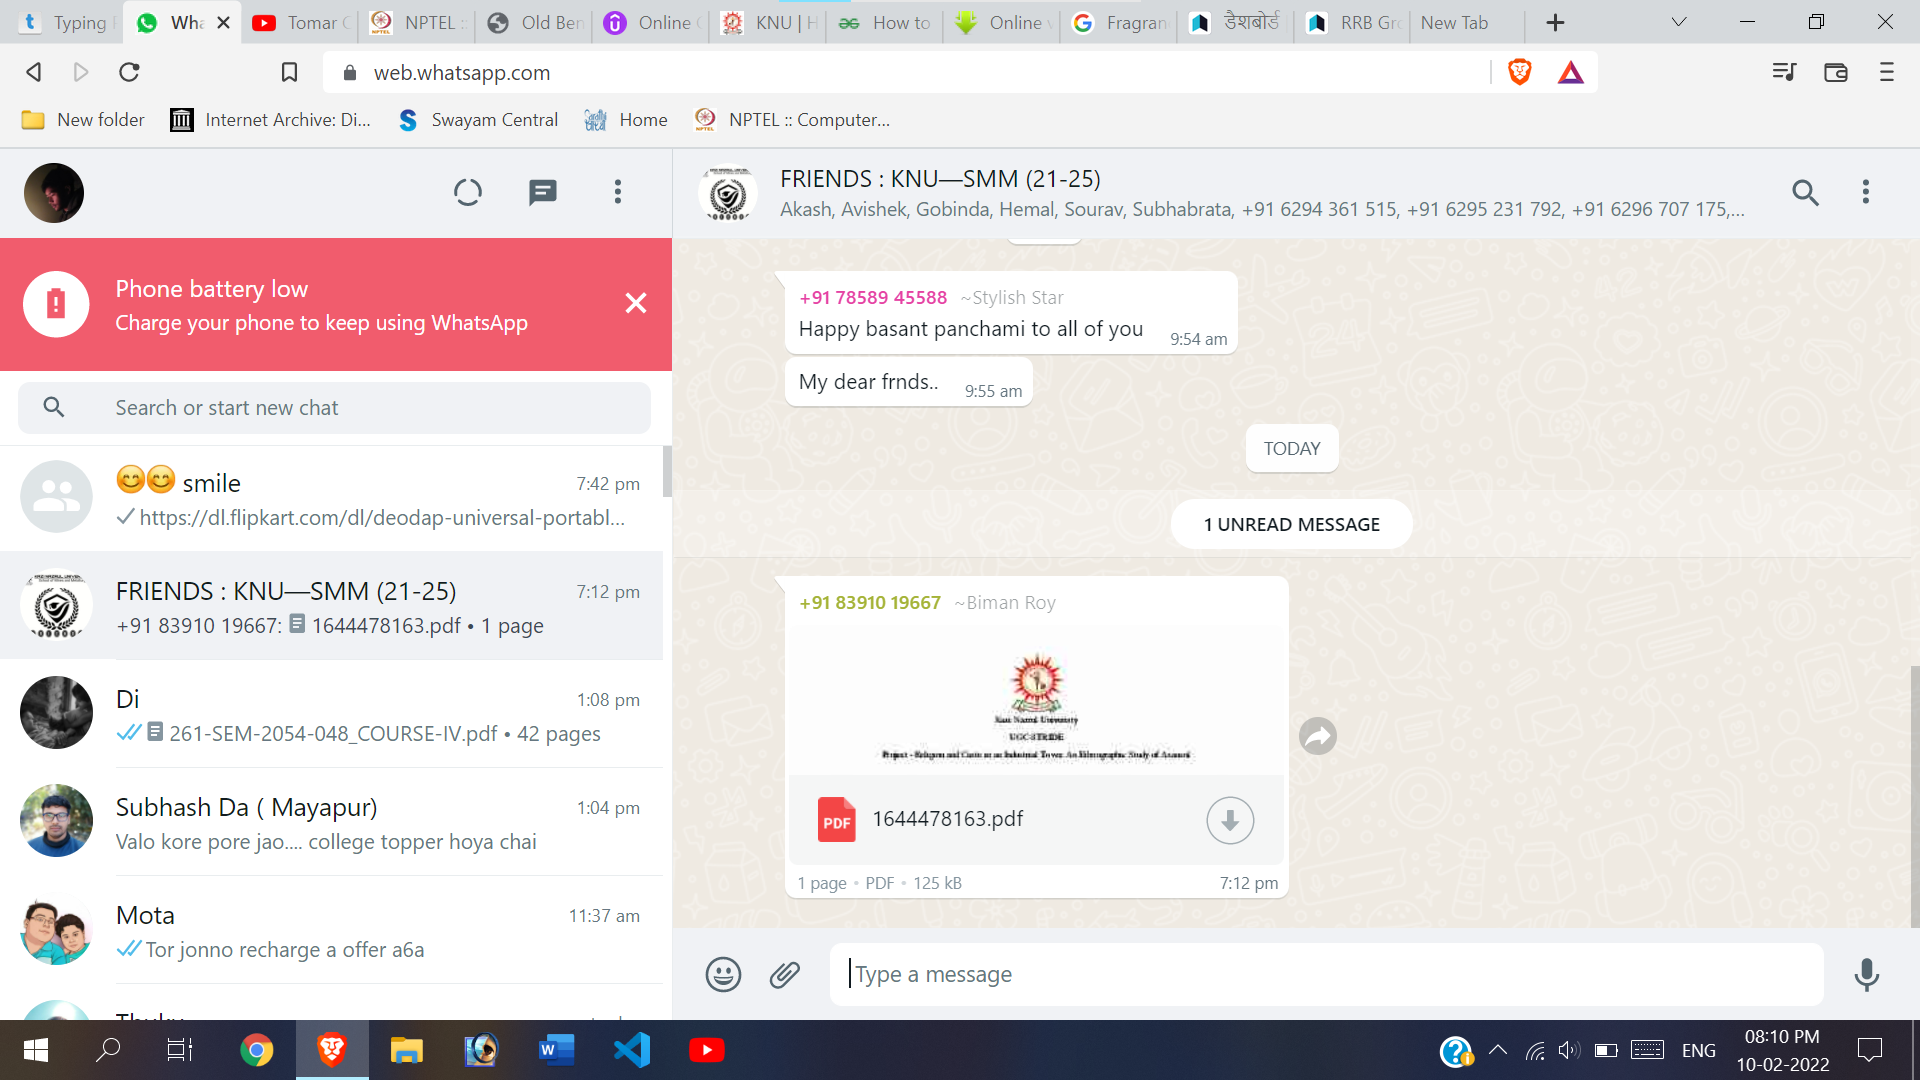 Typing
Wha
Tomar C
NPTEL ::
Old Ben
Online C
KNU | H
How to
Online v
Fragran
डैशबोर्ड
RRB Gro
New Tab
web.whatsapp.com
New folder
Internet Archive: Di...
Swayam Central
Home
NPTEL :: Computer...
FRIENDS : KNU—SMM (21-25)
Akash, Avishek, Gobinda, Hemal, Sourav, Subhabrata, +91 6294 361 515, +91 6295 231 792, +91 6296 707 175,...
Phone battery low
Charge your phone to keep using WhatsApp
Search or start new chat
😊😊 smile
7:42 pm
https://dl.flipkart.com/dl/deodap-universal-portabl...
FRIENDS : KNU—SMM (21-25)
7:12 pm
+91 83910 19667: 1644478163.pdf • 1 page
Di
1:08 pm
261-SEM-2054-048_COURSE-IV.pdf • 42 pages
Subhash Da ( Mayapur)
1:04 pm
Valo kore pore jao.... college topper hoya chai
Mota
11:37 am
Tor jonno recharge a offer a6a
+91 78589 45588 ~Stylish Star
Happy basant panchami to all of you
9:54 am
My dear frnds..
9:55 am
TODAY
1 UNREAD MESSAGE
+91 83910 19667 ~Biman Roy
Kazi Nazrul University
UGC-STRIDE
PDF
1644478163.pdf
1 page • PDF • 125 kB
7:12 pm
Type a message
ENG
08:10 PM
10-02-2022